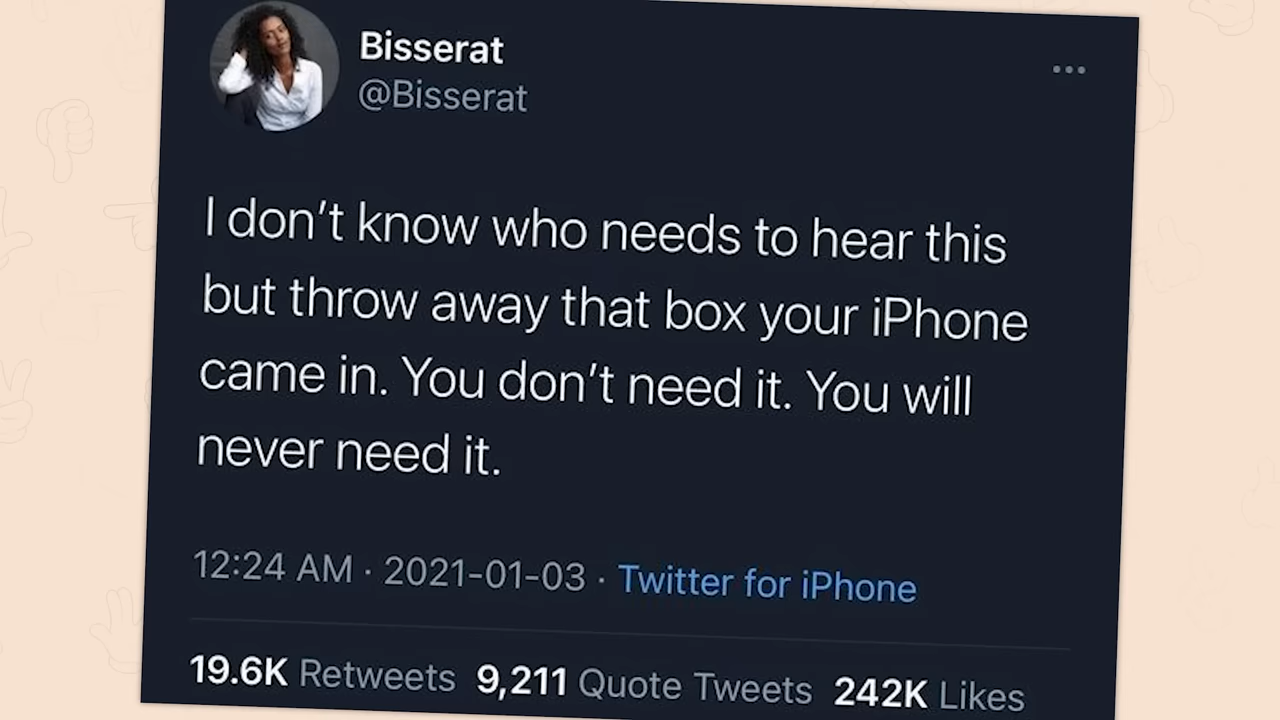 Bisserat
@Bisserat
I don’t know who needs to hear this
but throw away that box your iPhone
came in. You don’t need it. You will
never need it.
12:24 AM · 2021-01-03 · Twitter for iPhone
19.6K Retweets 9,211 Quote Tweets 242K Likes